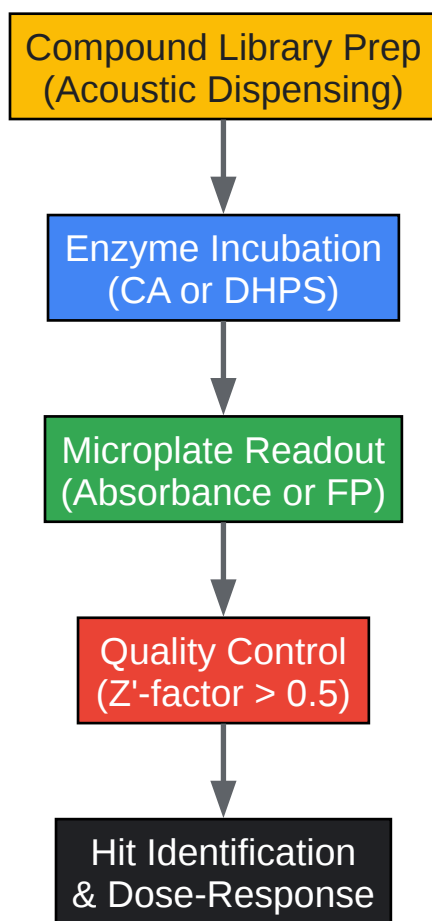 Compound Library Prep
(Acoustic Dispensing)
Enzyme Incubation
(CA or DHPS)
Microplate Readout
(Absorbance or FP)
Quality Control
(Z'-factor > 0.5)
Hit Identification
& Dose-Response